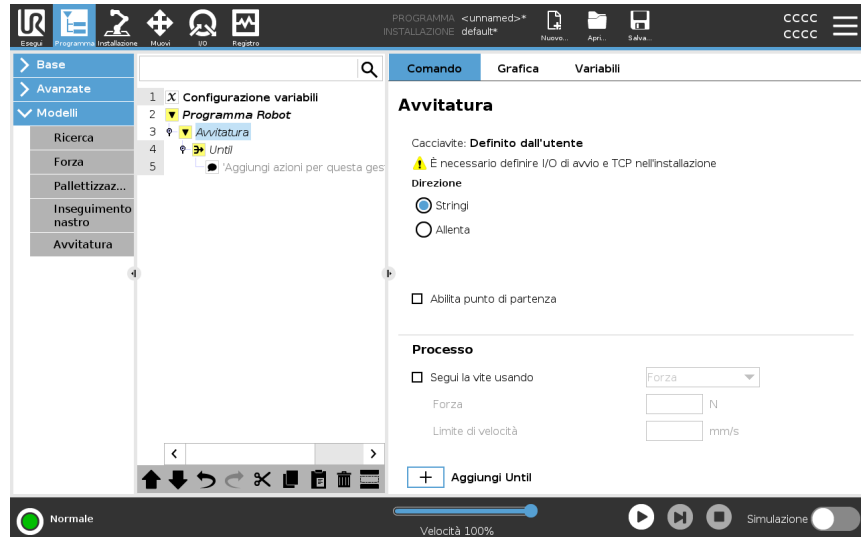 PROGRAMMA <unnamed>*
INSTALLAZIONE default*
cccc
cccc
Esegui Programma Installazione Muovi I/O Registro Nuovo... Apri... Salva...
Base
Avanzate
Modelli
Ricerca
Forza
Pallettizzaz...
Inseguimento
nastro
Avvitatura
1 X Configurazione variabili
2 Programma Robot
3 Avvitatura
4 Until
5 'Aggiungi azioni per questa ges
Comando Grafica Variabili
Avvitatura
Cacciavite: Definito dall'utente
È necessario definire I/O di avvio e TCP nell'installazione
Direzione
Stringi
Allenta
Abilita punto di partenza
Processo
Segui la vite usando Forza
Forza N
Limite di velocità mm/s
+ Aggiungi Until
Normale
Velocità 100%
Simulazione